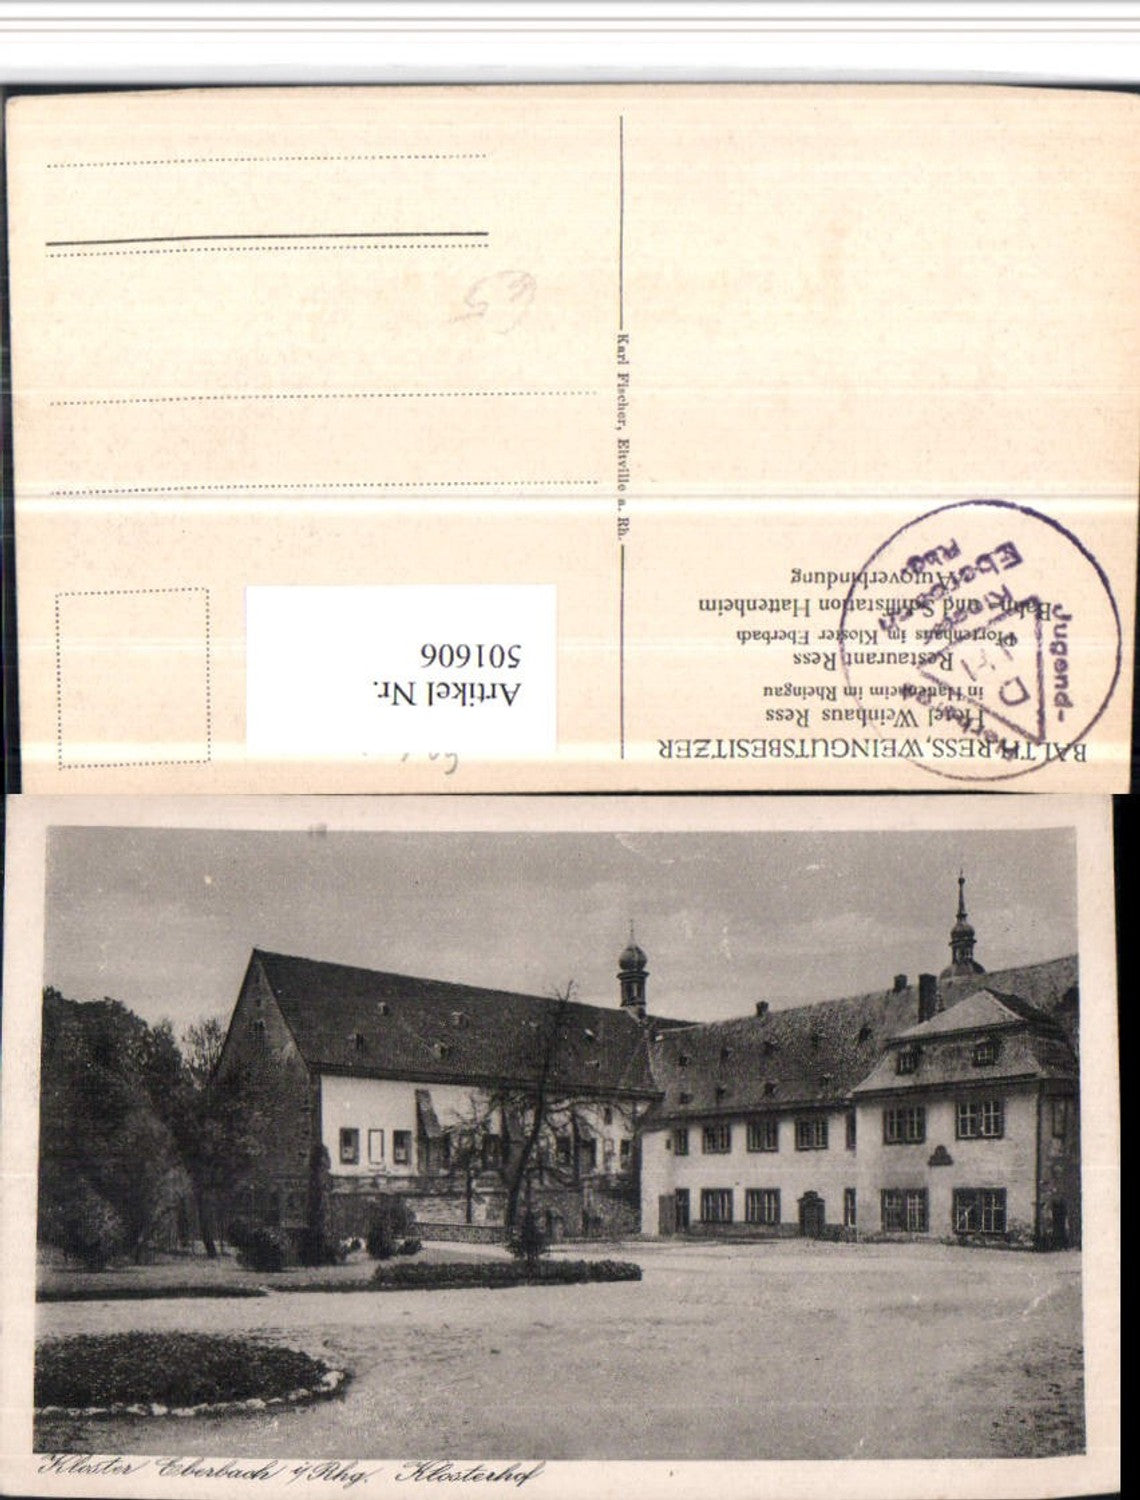 BALTH. RESS, WEINGUTSBESITZER
Hotel Weinhaus Ress
in Hattenheim im Rheingau
Restaurant Ress
Pfortenhaus im Kloster Eberbach
Bahn- und Schiffstation Hattenheim
Autoverbindung
Jugend-
herberge
Kloster
Eberbach
Rhg.
Artikel Nr.
501606
Karl Fischer, Eltville a. Rh.
Kloster Eberbach i/Rhg. Klosterhof